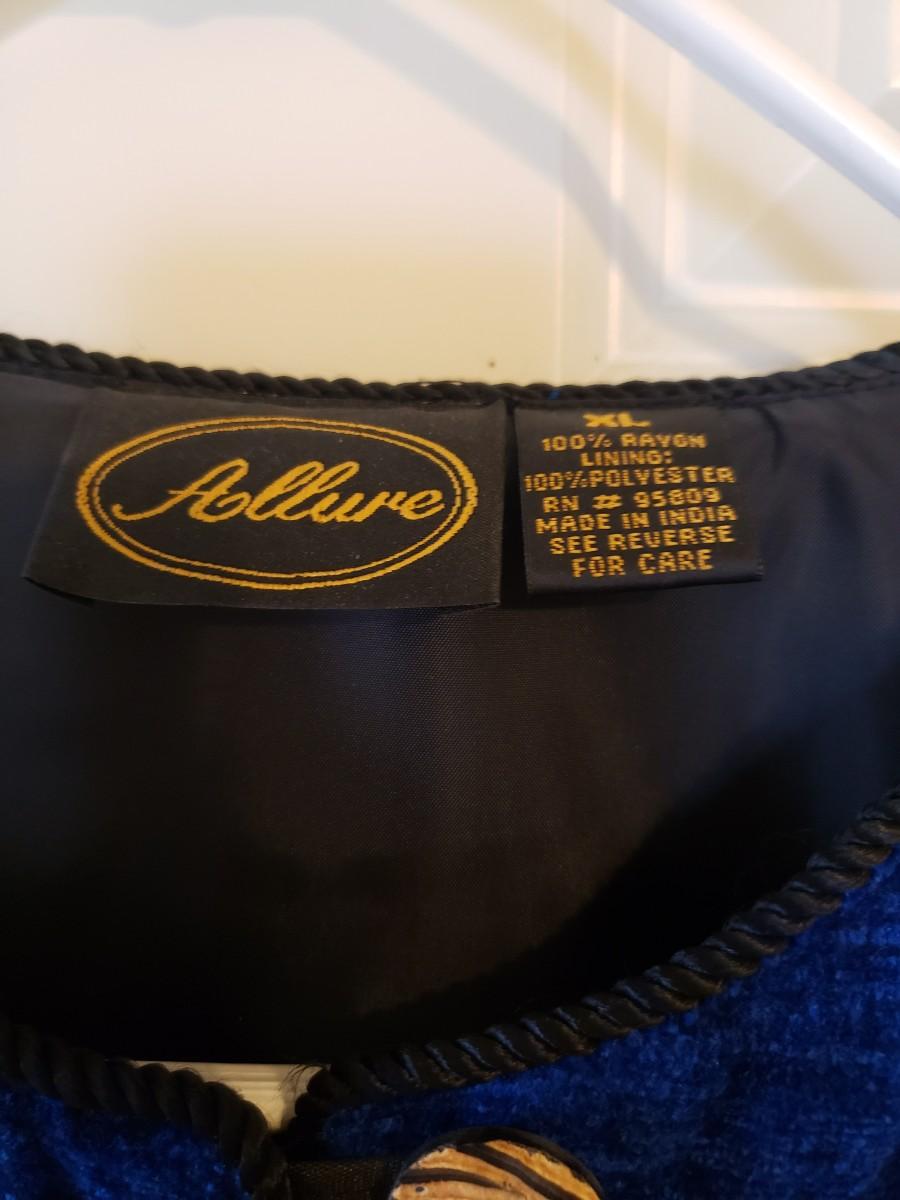 Allure
XL
100% RAYON
LINING:
100%POLYESTER
RN # 95809
MADE IN INDIA
SEE REVERSE
FOR CARE